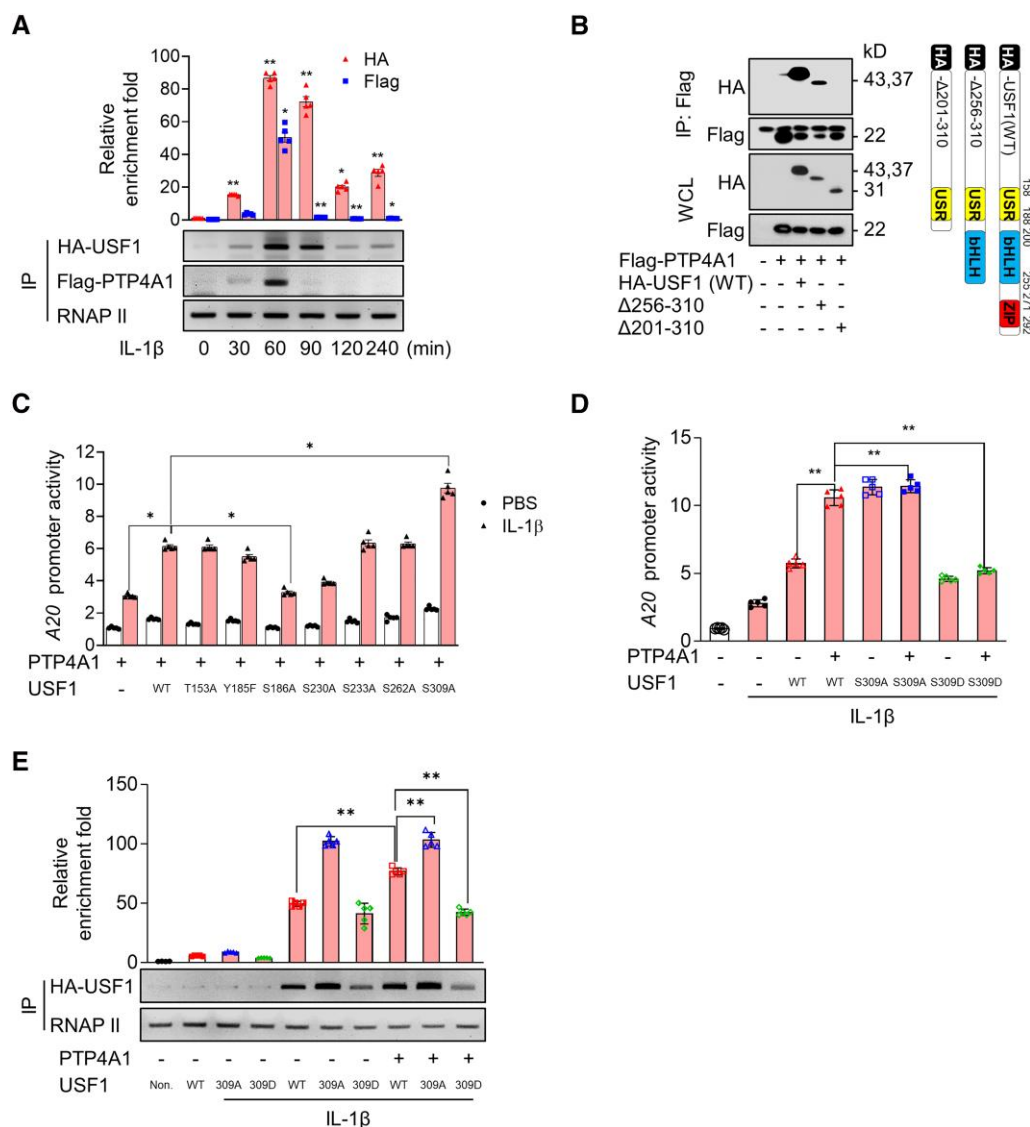 A
Relative
enrichment fold
100
80
60
40
20
0
HA
Flag
** ** ** * ** * ** ** *
IP
HA-USF1
Flag-PTP4A1
RNAP II
IL-1β 0 30 60 90 120 240 (min)
B
kD
IP: Flag
HA 43,37
Flag 22
WCL
HA 43,37
31
Flag 22
Flag-PTP4A1 - + + + +
HA-USF1 (WT) - - + - -
Δ256-310 - - - + -
Δ201-310 - - - - +
HA -Δ201-310 USR
HA -Δ256-310 USR bHLH
HA -USF1(WT) USR bHLH ZIP
158 188 200 255 271 292
C
A20 promoter activity
12
10
8
6
4
2
0
* * *
PBS
IL-1β
PTP4A1 + + + + + + + + +
USF1 - WT T153A Y185F S186A S230A S233A S262A S309A
D
A20 promoter activity
15
10
5
0
** ** **
PTP4A1 - - - + - + - +
USF1 - - WT WT S309A S309A S309D S309D
IL-1β
E
Relative
enrichment fold
150
100
50
0
** ** **
IP
HA-USF1
RNAP II
PTP4A1 - - - - - - - + + +
USF1 Non. WT 309A 309D WT 309A 309D WT 309A 309D
IL-1β